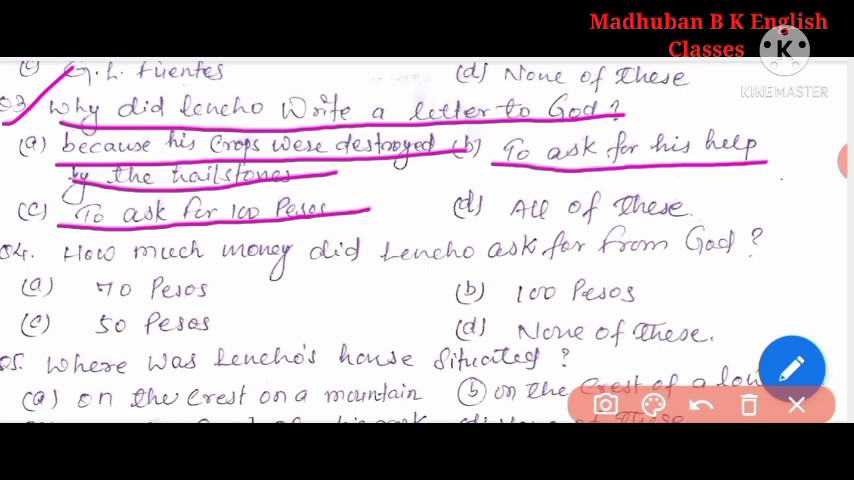 Madhuban B K English
Classes
K
KINEMASTER
(c) G. L. Fuentes (d) None of these
Q3 Why did Lencho Write a letter to God?
(a) because his crops were destroyed (b) To ask for his help
by the hailstones
(c) To ask for 100 Pesos (d) All of these.
Q4. How much money did Lencho ask for from God?
(a) 70 Pesos (b) 100 Pesos
(c) 50 Pesos (d) None of these.
Q5. Where was Lencho's house situated?
(a) on the crest on a mountain (b) on the crest of a low